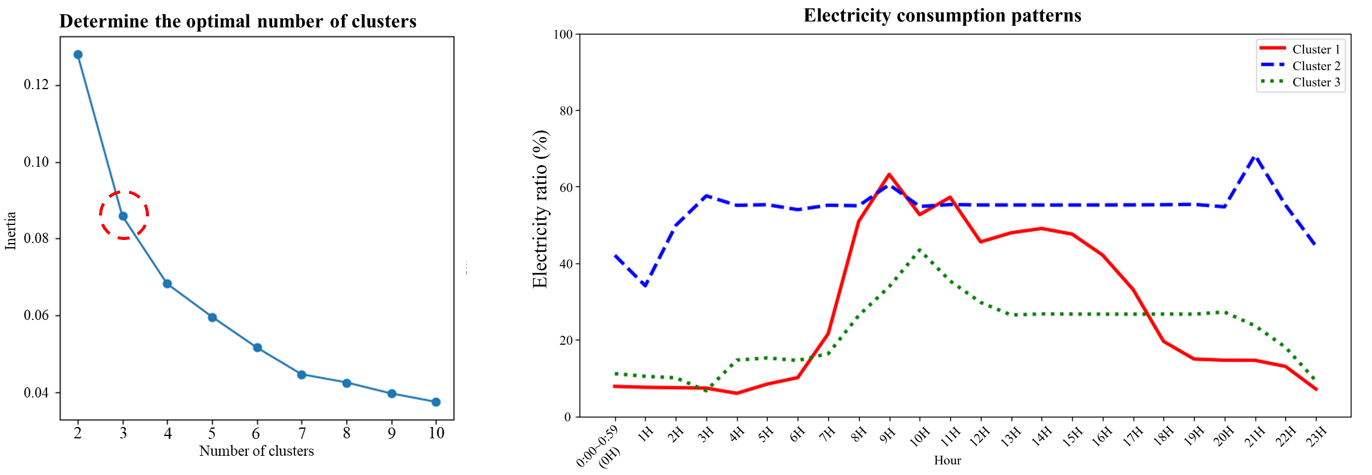 Determine the optimal number of clusters
Inertia
0.12
0.10
0.08
0.06
0.04
2 3 4 5 6 7 8 9 10
Number of clusters
Electricity consumption patterns
Electricity ratio (%)
100
80
60
40
20
0
Cluster 1
Cluster 2
Cluster 3
0:00~0:59
(0H)
1H
2H
3H
4H
5H
6H
7H
8H
9H
10H
11H
12H
13H
14H
15H
16H
17H
18H
19H
20H
21H
22H
23H
Hour